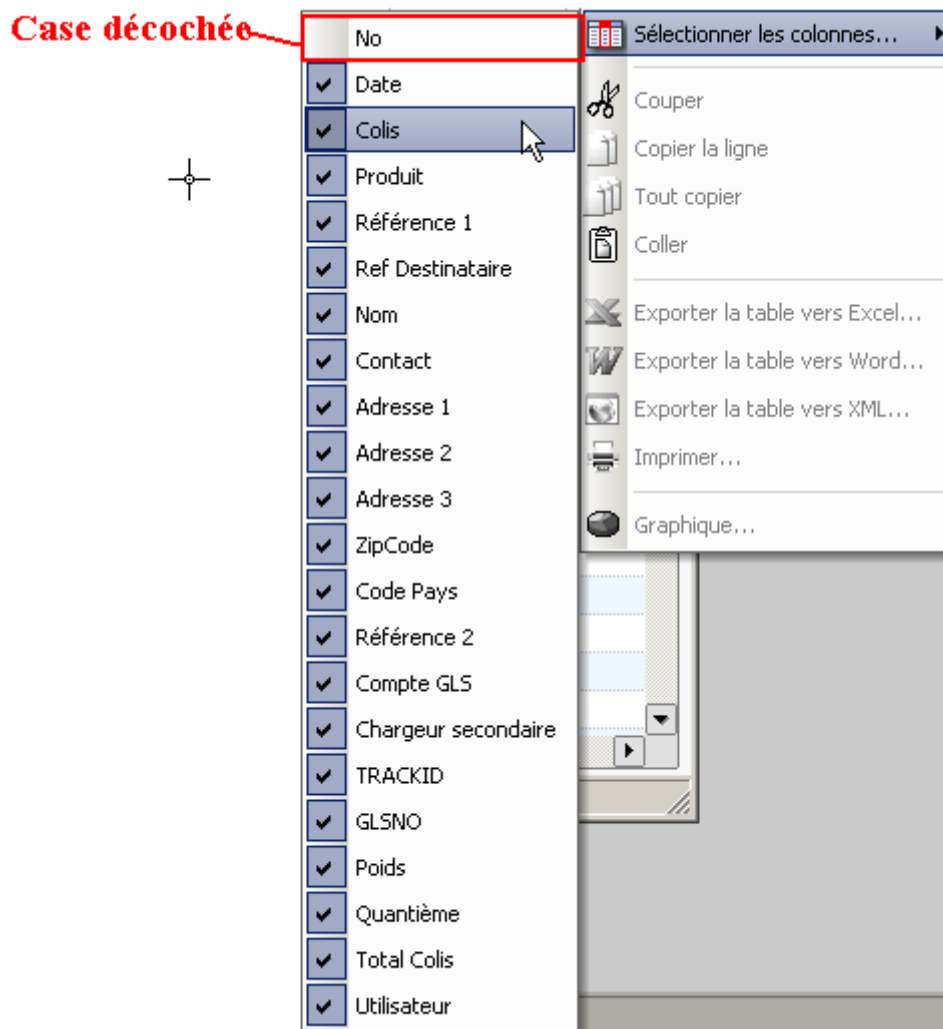 Case décochée
No
Date
Colis
Produit
Référence 1
Ref Destinataire
Nom
Contact
Adresse 1
Adresse 2
Adresse 3
ZipCode
Code Pays
Référence 2
Compte GLS
Chargeur secondaire
TRACKID
GLSNO
Poids
Quantième
Total Colis
Utilisateur
Sélectionner les colonnes...
Couper
Copier la ligne
Tout copier
Coller
Exporter la table vers Excel...
Exporter la table vers Word...
Exporter la table vers XML...
Imprimer...
Graphique...